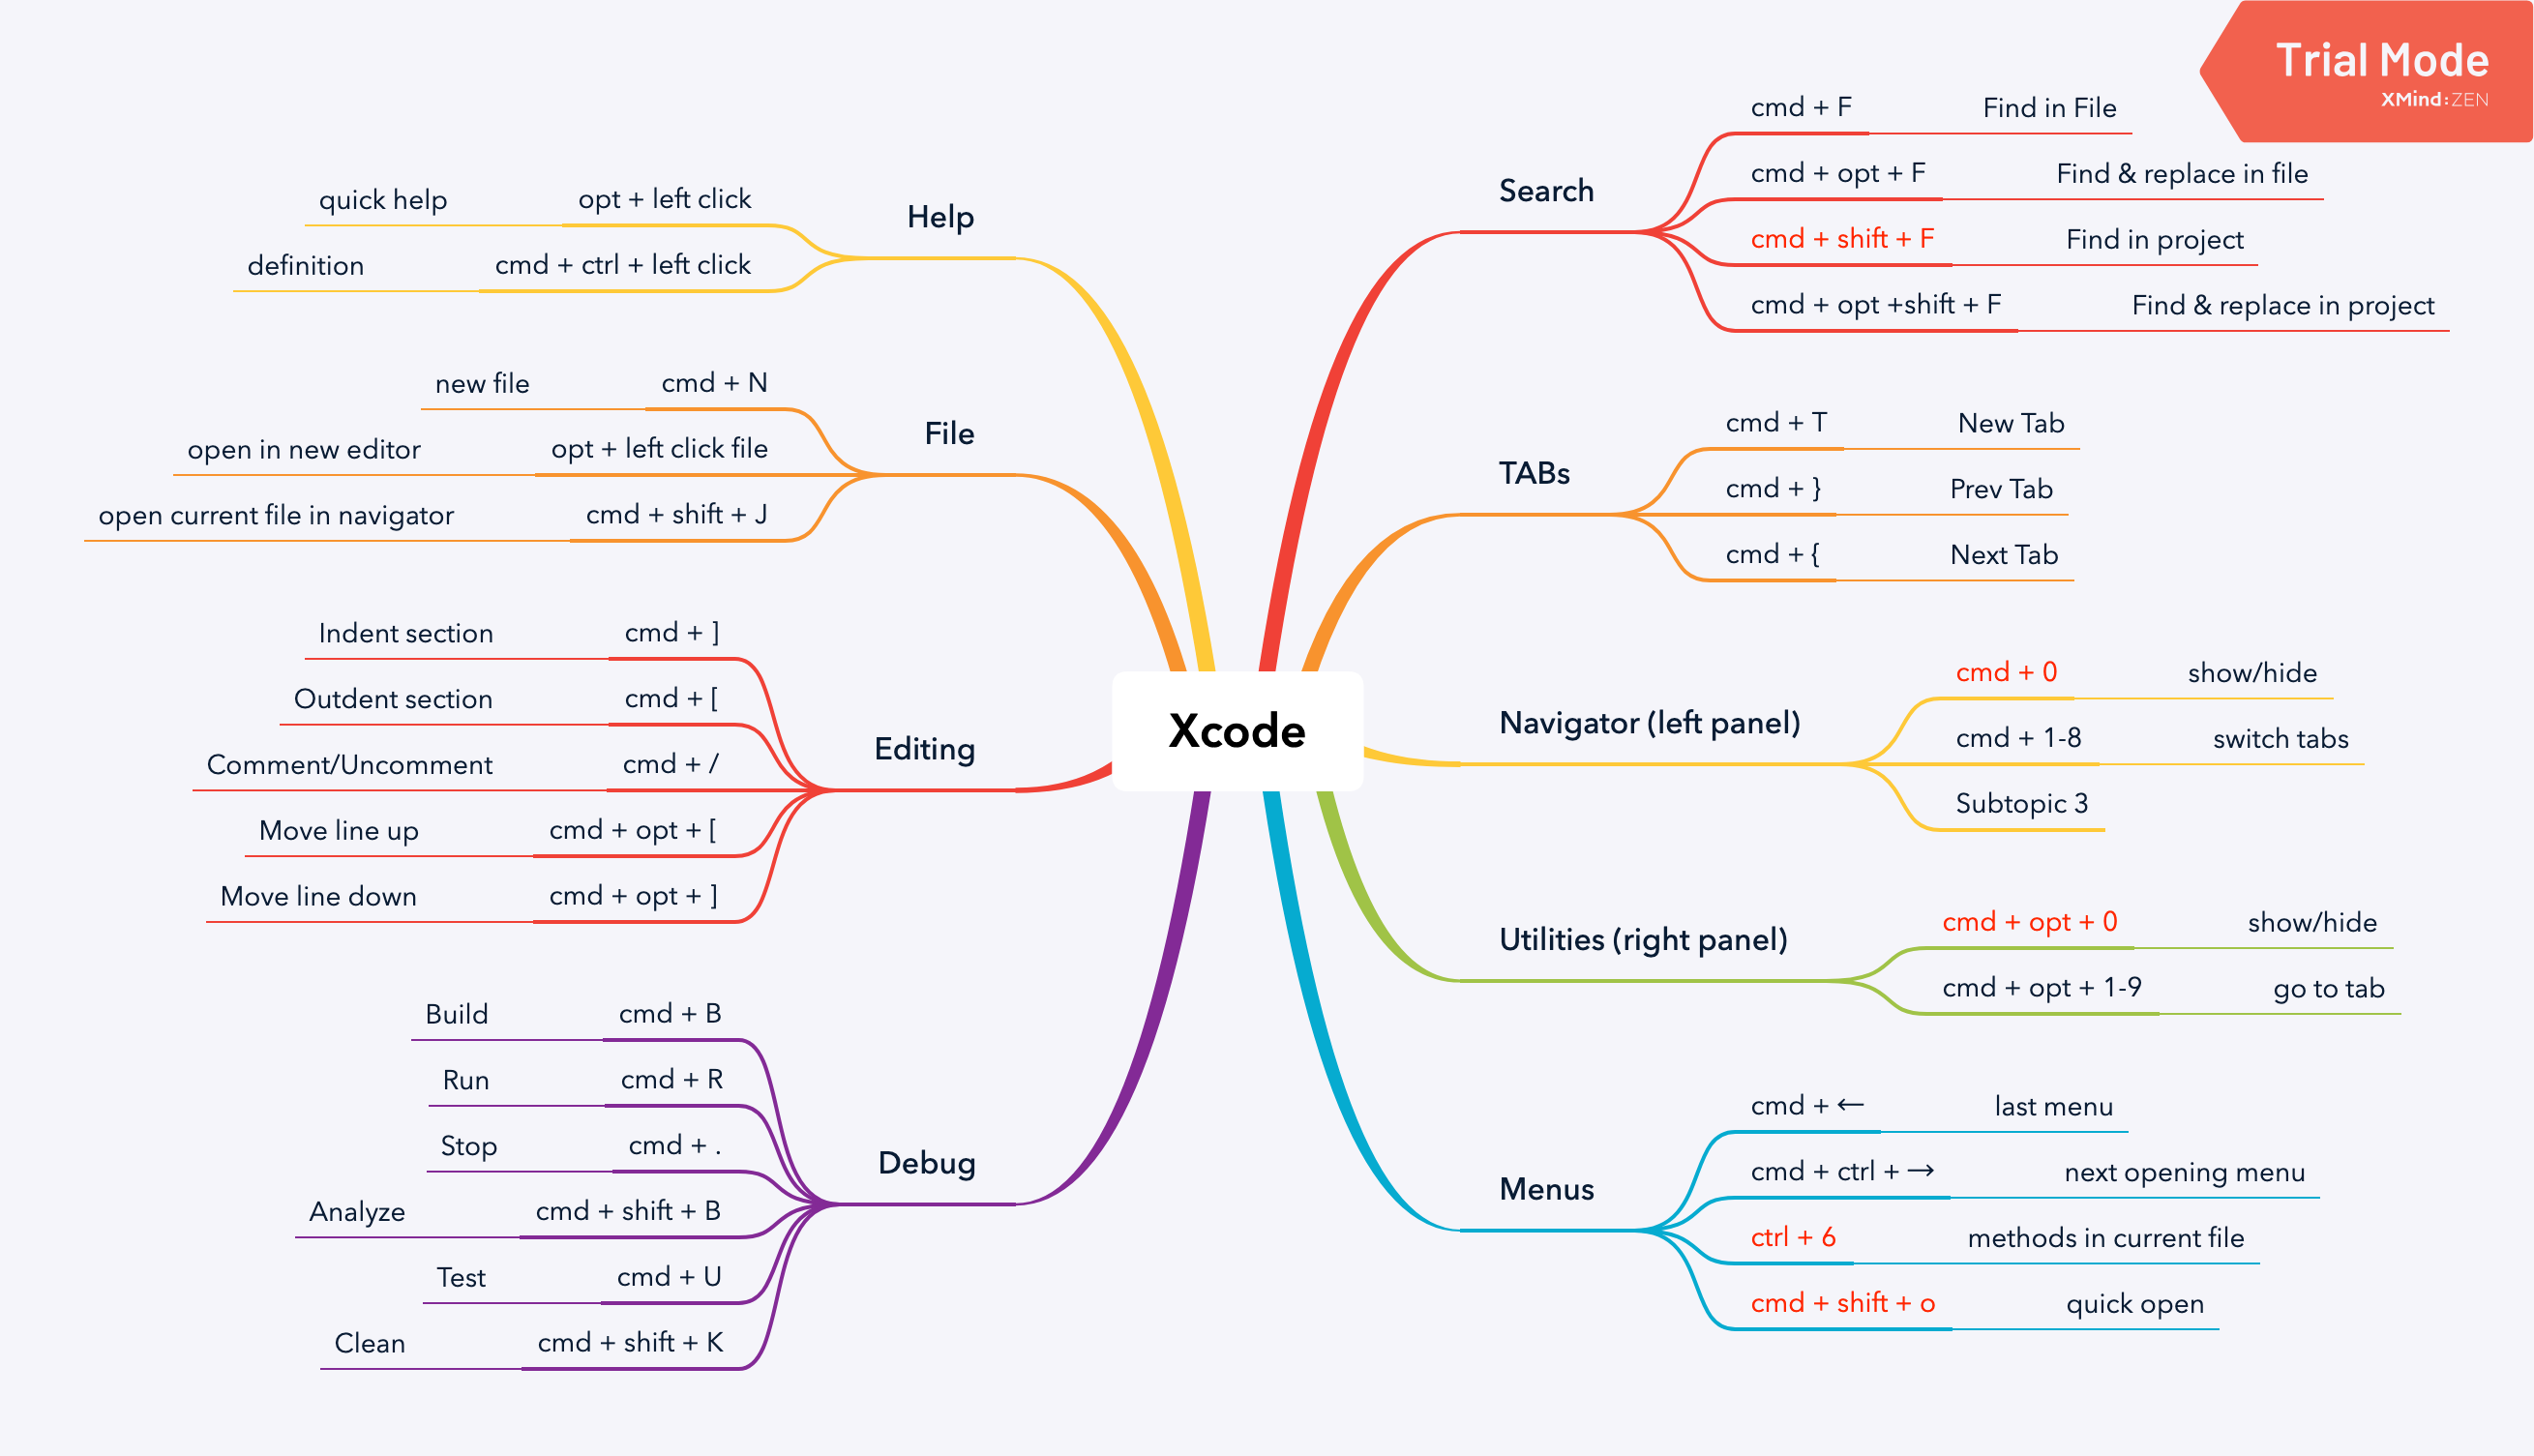 Trial Mode
XMind:ZEN
Xcode
Search
cmd + F Find in File
cmd + opt + F Find & replace in file
cmd + shift + F Find in project
cmd + opt +shift + F Find & replace in project
TABs
cmd + T New Tab
cmd + } Prev Tab
cmd + { Next Tab
Navigator (left panel)
cmd + 0 show/hide
cmd + 1-8 switch tabs
Subtopic 3
Utilities (right panel)
cmd + opt + 0 show/hide
cmd + opt + 1-9 go to tab
Menus
cmd + ← last menu
cmd + ctrl + → next opening menu
ctrl + 6 methods in current file
cmd + shift + o quick open
Help
quick help opt + left click
definition cmd + ctrl + left click
File
new file cmd + N
open in new editor opt + left click file
open current file in navigator cmd + shift + J
Editing
Indent section cmd + ]
Outdent section cmd + [
Comment/Uncomment cmd + /
Move line up cmd + opt + [
Move line down cmd + opt + ]
Debug
Build cmd + B
Run cmd + R
Stop cmd + .
Analyze cmd + shift + B
Test cmd + U
Clean cmd + shift + K